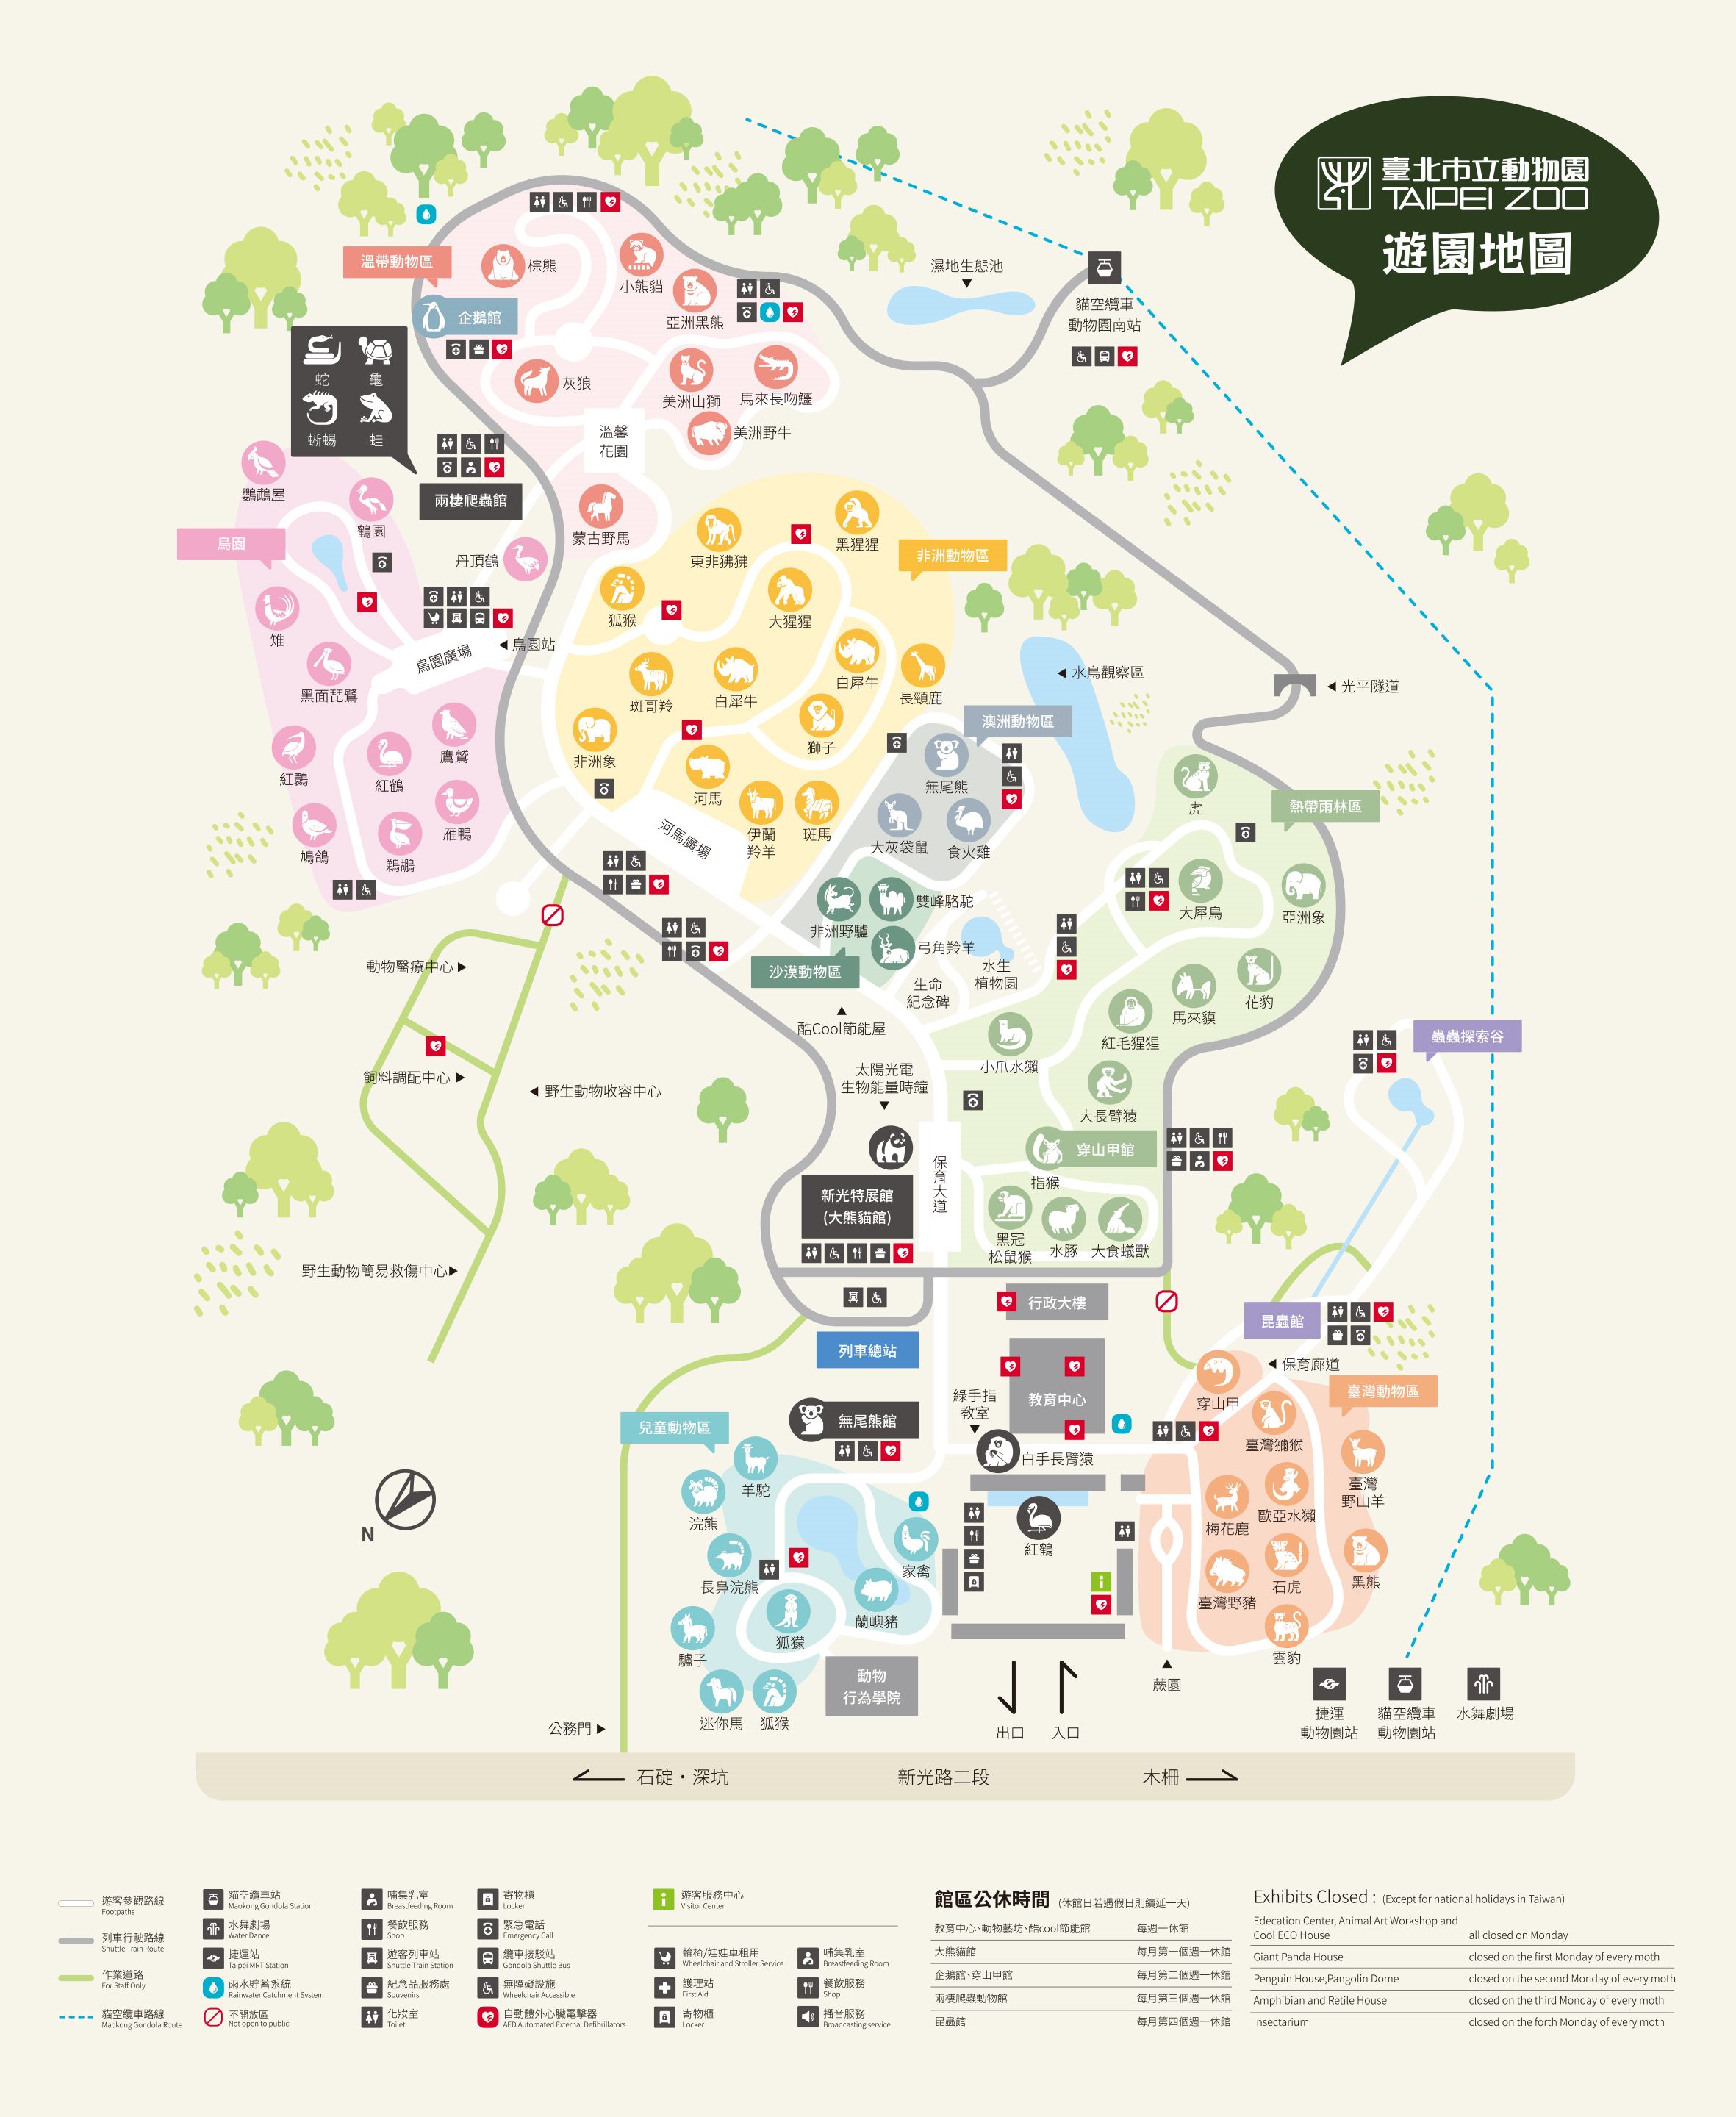 臺北市立動物園
TAIPEI ZOO
遊園地圖
溫帶動物區
棕熊
小熊貓
亞洲黑熊
企鵝館
灰狼
美洲山獅
馬來長吻鱷
美洲野牛
溫馨
花園
蒙古野馬
濕地生態池
貓空纜車
動物園南站
蛇
龜
蜥蜴
蛙
兩棲爬蟲館
鸚鵡屋
鶴園
鳥園
丹頂鶴
雉
黑面琵鷺
鳥園廣場
鳥園站
紅䴉
紅鶴
鷹鷲
鳩鴿
鵜鶘
雁鴨
東非狒狒
黑猩猩
非洲動物區
狐猴
大猩猩
斑哥羚
白犀牛
白犀牛
長頸鹿
獅子
非洲象
河馬
伊蘭
羚羊
斑馬
河馬廣場
水鳥觀察區
光平隧道
澳洲動物區
無尾熊
大灰袋鼠
食火雞
虎
熱帶雨林區
大犀鳥
亞洲象
雙峰駱駝
非洲野驢
弓角羚羊
沙漠動物區
水生
植物園
生命
紀念碑
酷Cool節能屋
花豹
馬來貘
紅毛猩猩
小爪水獺
大長臂猿
太陽光電
生物能量時鐘
蟲蟲探索谷
動物醫療中心
飼料調配中心
野生動物收容中心
野生動物簡易救傷中心
新光特展館
(大熊貓館)
保育大道
穿山甲館
指猴
黑冠
松鼠猴
水豚
大食蟻獸
行政大樓
昆蟲館
列車總站
教育中心
保育廊道
穿山甲
臺灣動物區
臺灣獼猴
臺灣
野山羊
綠手指
教室
白手長臂猿
無尾熊館
兒童動物區
羊駝
浣熊
長鼻浣熊
家禽
蘭嶼豬
狐獴
驢子
迷你馬
狐猴
動物
行為學院
紅鶴
梅花鹿
歐亞水獺
臺灣野豬
石虎
黑熊
雲豹
蕨園
N
公務門
出口
入口
捷運
動物園站
貓空纜車
動物園站
水舞劇場
石碇・深坑
新光路二段
木柵
遊客參觀路線
Footpaths
列車行駛路線
Shuttle Train Route
作業道路
For Staff Only
貓空纜車路線
Maokong Gondola Route
貓空纜車站
Maokong Gondola Station
水舞劇場
Water Dance
捷運站
Taipei MRT Station
雨水貯蓄系統
Rainwater Catchment System
不開放區
Not open to public
哺集乳室
Breastfeeding Room
餐飲服務
Shop
遊客列車站
Shuttle Train Station
紀念品服務處
Souvenirs
化妝室
Toilet
寄物櫃
Locker
緊急電話
Emergency Call
纜車接駁站
Gondola Shuttle Bus
無障礙設施
Wheelchair Accessible
自動體外心臟電擊器
AED Automated External Defibrillators
遊客服務中心
Visitor Center
輪椅/娃娃車租用
Wheelchair and Stroller Service
護理站
First Aid
寄物櫃
Locker
哺集乳室
Breastfeeding Room
餐飲服務
Shop
播音服務
Broadcasting service
館區公休時間 (休館日若遇假日則續延一天)
教育中心、動物藝坊、酷cool節能館 每週一休館
大熊貓館 每月第一個週一休館
企鵝館、穿山甲館 每月第二個週一休館
兩棲爬蟲動物館 每月第三個週一休館
昆蟲館 每月第四個週一休館
Exhibits Closed : (Except for national holidays in Taiwan)
Edecation Center, Animal Art Workshop and
Cool ECO House all closed on Monday
Giant Panda House closed on the first Monday of every moth
Penguin House,Pangolin Dome closed on the second Monday of every moth
Amphibian and Retile House closed on the third Monday of every moth
Insectarium closed on the forth Monday of every moth